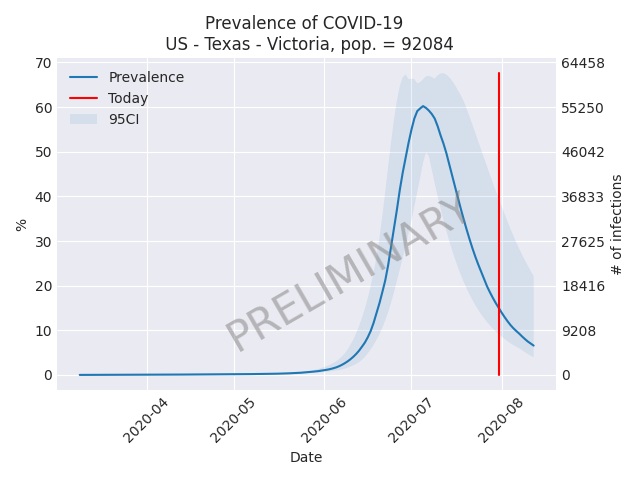 Prevalence of COVID-19
US - Texas - Victoria, pop. = 92084
70
60
50
40
30
20
10
0
%
64458
55250
46042
36833
27625
18416
9208
0
# of infections
Prevalence
Today
95CI
PRELIMINARY
2020-04
2020-05
2020-06
2020-07
2020-08
Date